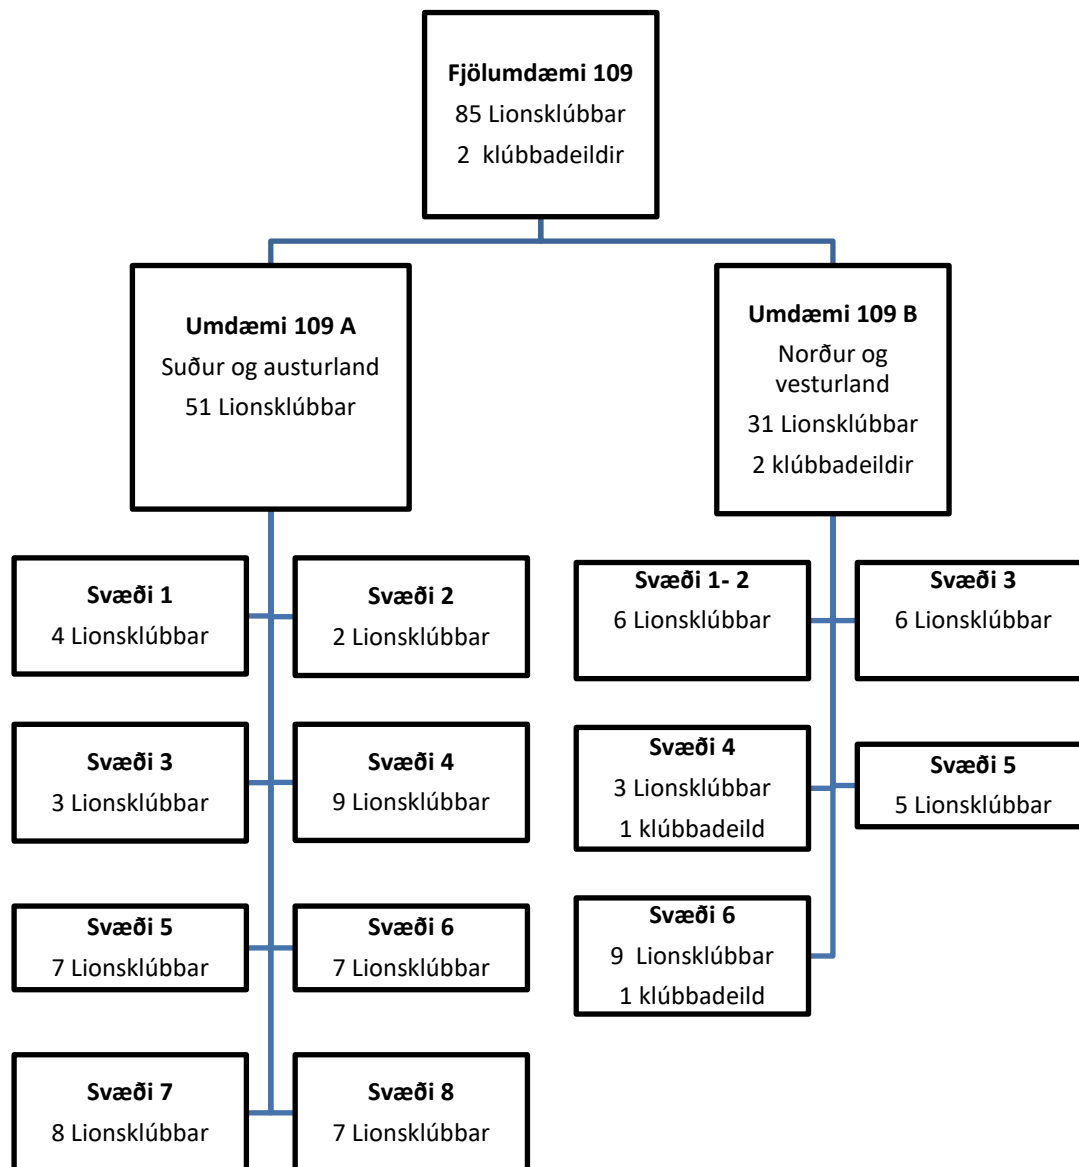 Fjölumdæmi 109
85 Lionsklúbbar
2 klúbbadeildir
Umdæmi 109 A
Suður og austurland
51 Lionsklúbbar
Umdæmi 109 B
Norður og
vesturland
31 Lionsklúbbar
2 klúbbadeildir
Svæði 1
4 Lionsklúbbar
Svæði 2
2 Lionsklúbbar
Svæði 1- 2
6 Lionsklúbbar
Svæði 3
6 Lionsklúbbar
Svæði 3
3 Lionsklúbbar
Svæði 4
9 Lionsklúbbar
Svæði 4
3 Lionsklúbbar
1 klúbbadeild
Svæði 5
5 Lionsklúbbar
Svæði 5
7 Lionsklúbbar
Svæði 6
7 Lionsklúbbar
Svæði 6
9 Lionsklúbbar
1 klúbbadeild
Svæði 7
8 Lionsklúbbar
Svæði 8
7 Lionsklúbbar